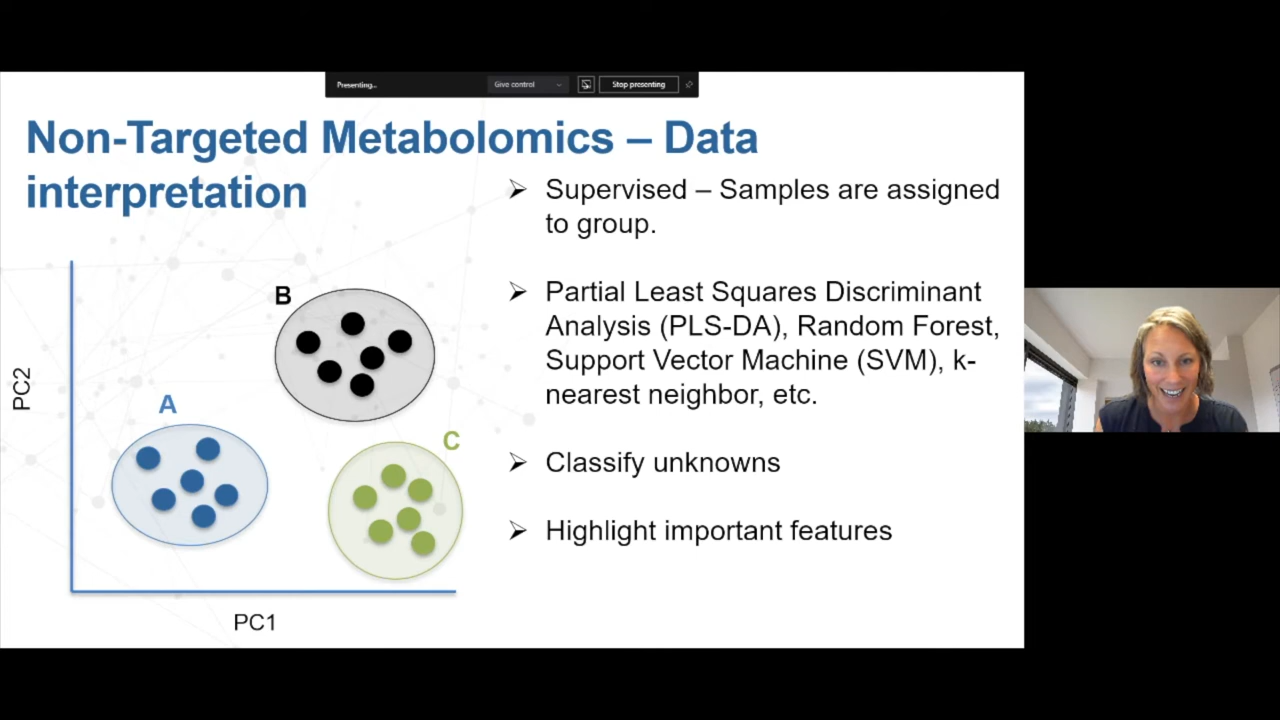 Presenting...
Give control
Stop presenting
Non-Targeted Metabolomics – Data
interpretation
➢ Supervised – Samples are assigned
to group.
➢ Partial Least Squares Discriminant
Analysis (PLS-DA), Random Forest,
Support Vector Machine (SVM), k-
nearest neighbor, etc.
➢ Classify unknowns
➢ Highlight important features
B
A
C
PC2
PC1